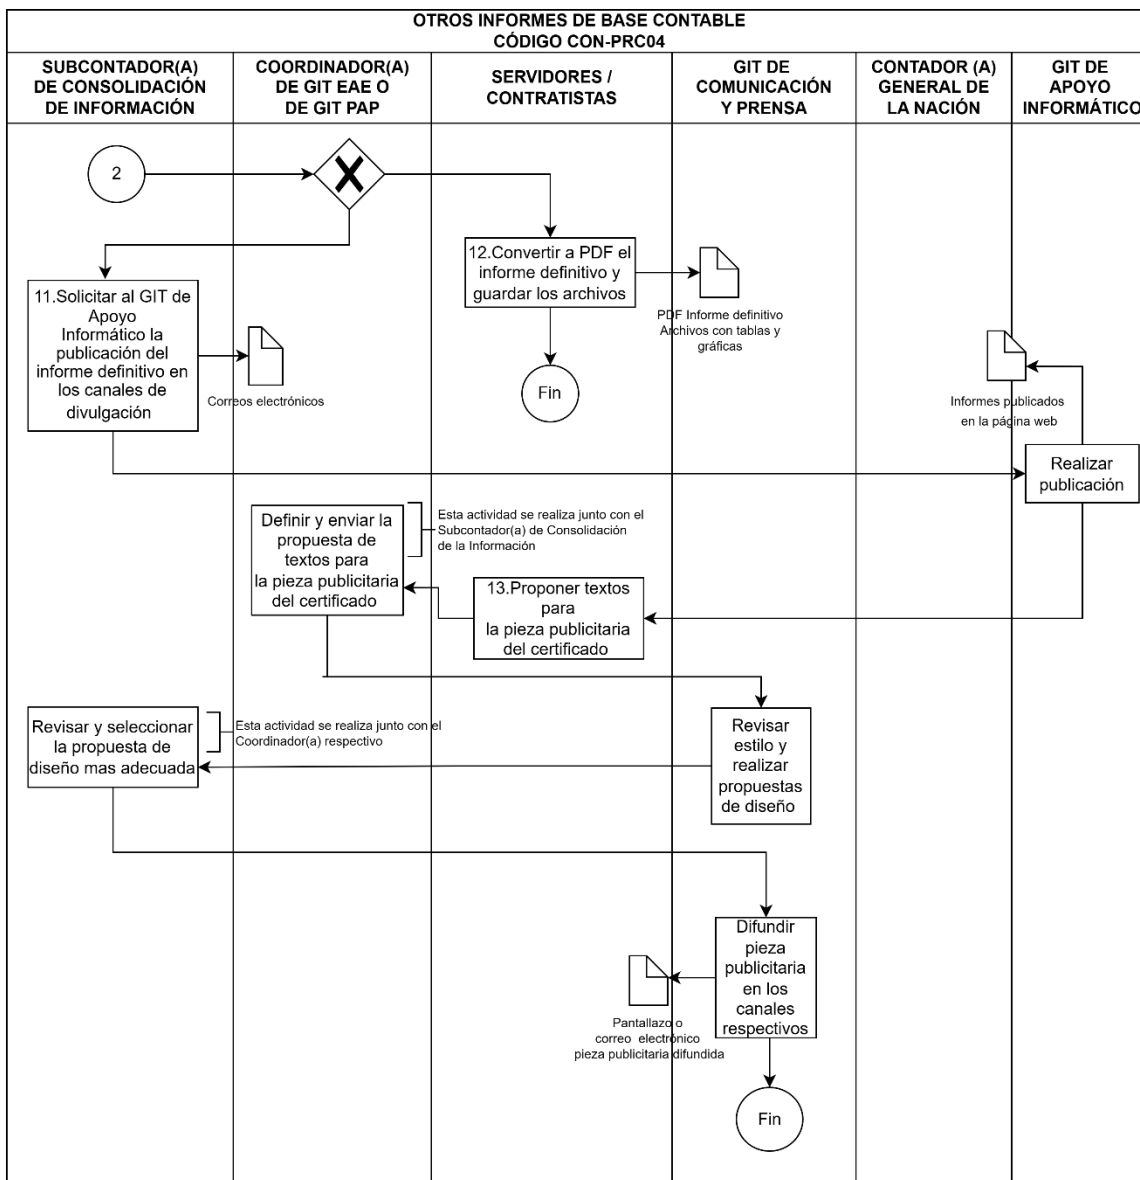 OTROS INFORMES DE BASE CONTABLE
CÓDIGO CON-PRC04
SUBCONTADOR(A)
DE CONSOLIDACIÓN
DE INFORMACIÓN
COORDINADOR(A)
DE GIT EAE O
DE GIT PAP
SERVIDORES /
CONTRATISTAS
GIT DE
COMUNICACIÓN
Y PRENSA
CONTADOR (A)
GENERAL DE
LA NACIÓN
GIT DE
APOYO
INFORMÁTICO
2
12.Convertir a PDF el
informe definitivo y
guardar los archivos
PDF Informe definitivo
Archivos con tablas y
gráficas
Fin
11.Solicitar al GIT de
Apoyo
Informático la
publicación del
informe definitivo en
los canales de
divulgación
Correos electrónicos
Informes publicados
en la página web
Realizar
publicación
Definir y enviar la
propuesta de
textos para
la pieza publicitaria
del certificado
Esta actividad se realiza junto con el
Subcontador(a) de Consolidación
de la Información
13.Proponer textos
para
la pieza publicitaria
del certificado
Revisar y seleccionar
la propuesta de
diseño mas adecuada
Esta actividad se realiza junto con el
Coordinador(a) respectivo
Revisar
estilo y
realizar
propuestas
de diseño
Difundir
pieza
publicitaria
en los
canales
respectivos
Pantallazo o
correo electrónico
pieza publicitaria difundida
Fin